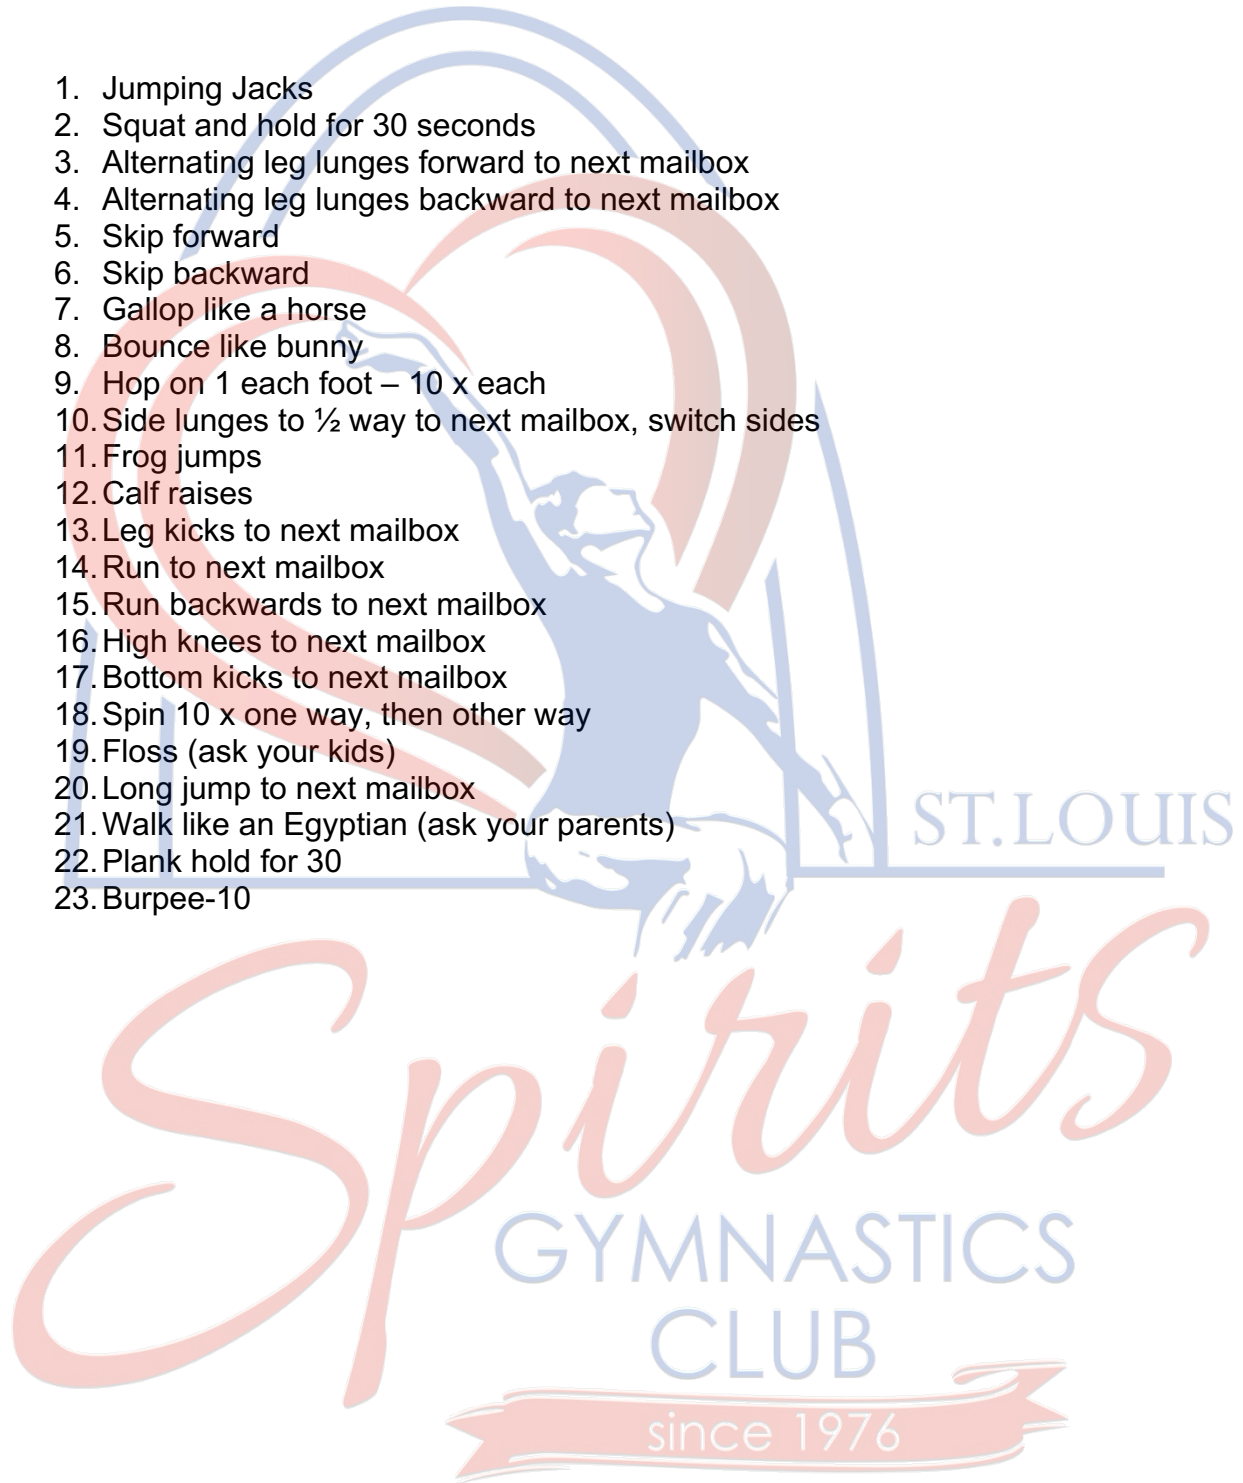 1. Jumping Jacks
2. Squat and hold for 30 seconds
3. Alternating leg lunges forward to next mailbox
4. Alternating leg lunges backward to next mailbox
5. Skip forward
6. Skip backward
7. Gallop like a horse
8. Bounce like bunny
9. Hop on 1 each foot – 10 x each
10. Side lunges to ½ way to next mailbox, switch sides
11. Frog jumps
12. Calf raises
13. Leg kicks to next mailbox
14. Run to next mailbox
15. Run backwards to next mailbox
16. High knees to next mailbox
17. Bottom kicks to next mailbox
18. Spin 10 x one way, then other way
19. Floss (ask your kids)
20. Long jump to next mailbox
21. Walk like an Egyptian (ask your parents)
22. Plank hold for 30
23. Burpee-10
ST.LOUIS
Spirits
GYMNASTICS
CLUB
since 1976